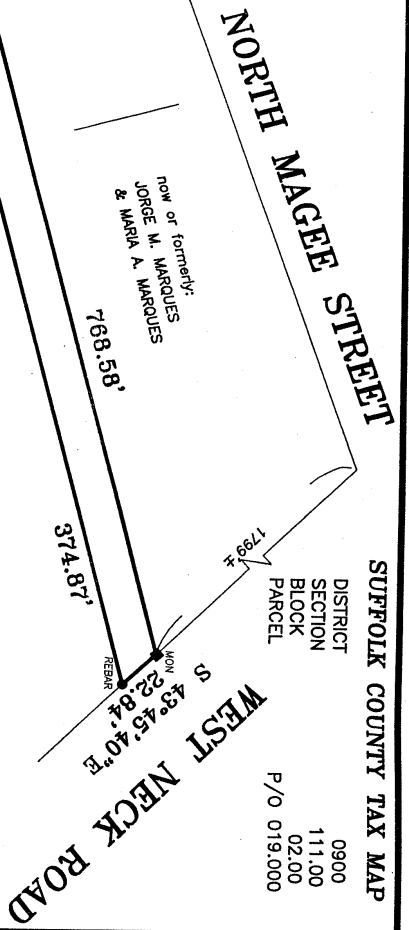 NORTH MAGEE STREET
now or formerly:
JORGE M. MARQUES
& MARIA A. MARQUES
768.58'
374.87'
1799'±
MON
REBAR
S 43°45'40"E
22.84'
WEST NECK ROAD
SUFFOLK COUNTY TAX MAP
DISTRICT 0900
SECTION 111.00
BLOCK 02.00
PARCEL P/O 019.000